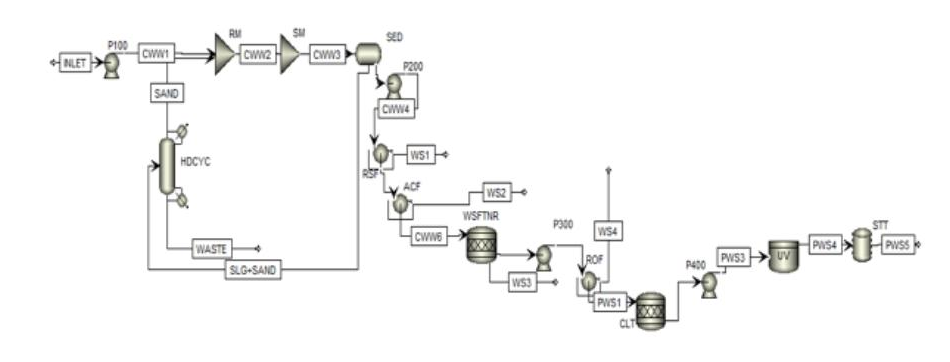 INLET
P100
CWW1
RM
CWW2
SM
CWW3
SED
P200
CWW4
SAND
HDCYC
WASTE
SLG+SAND
RSF
WS1
ACF
WS2
CWW6
WSFTNR
WS3
P300
ROF
WS4
PWS1
CLT
P400
PWS3
UV
PWS4
STT
PWS5